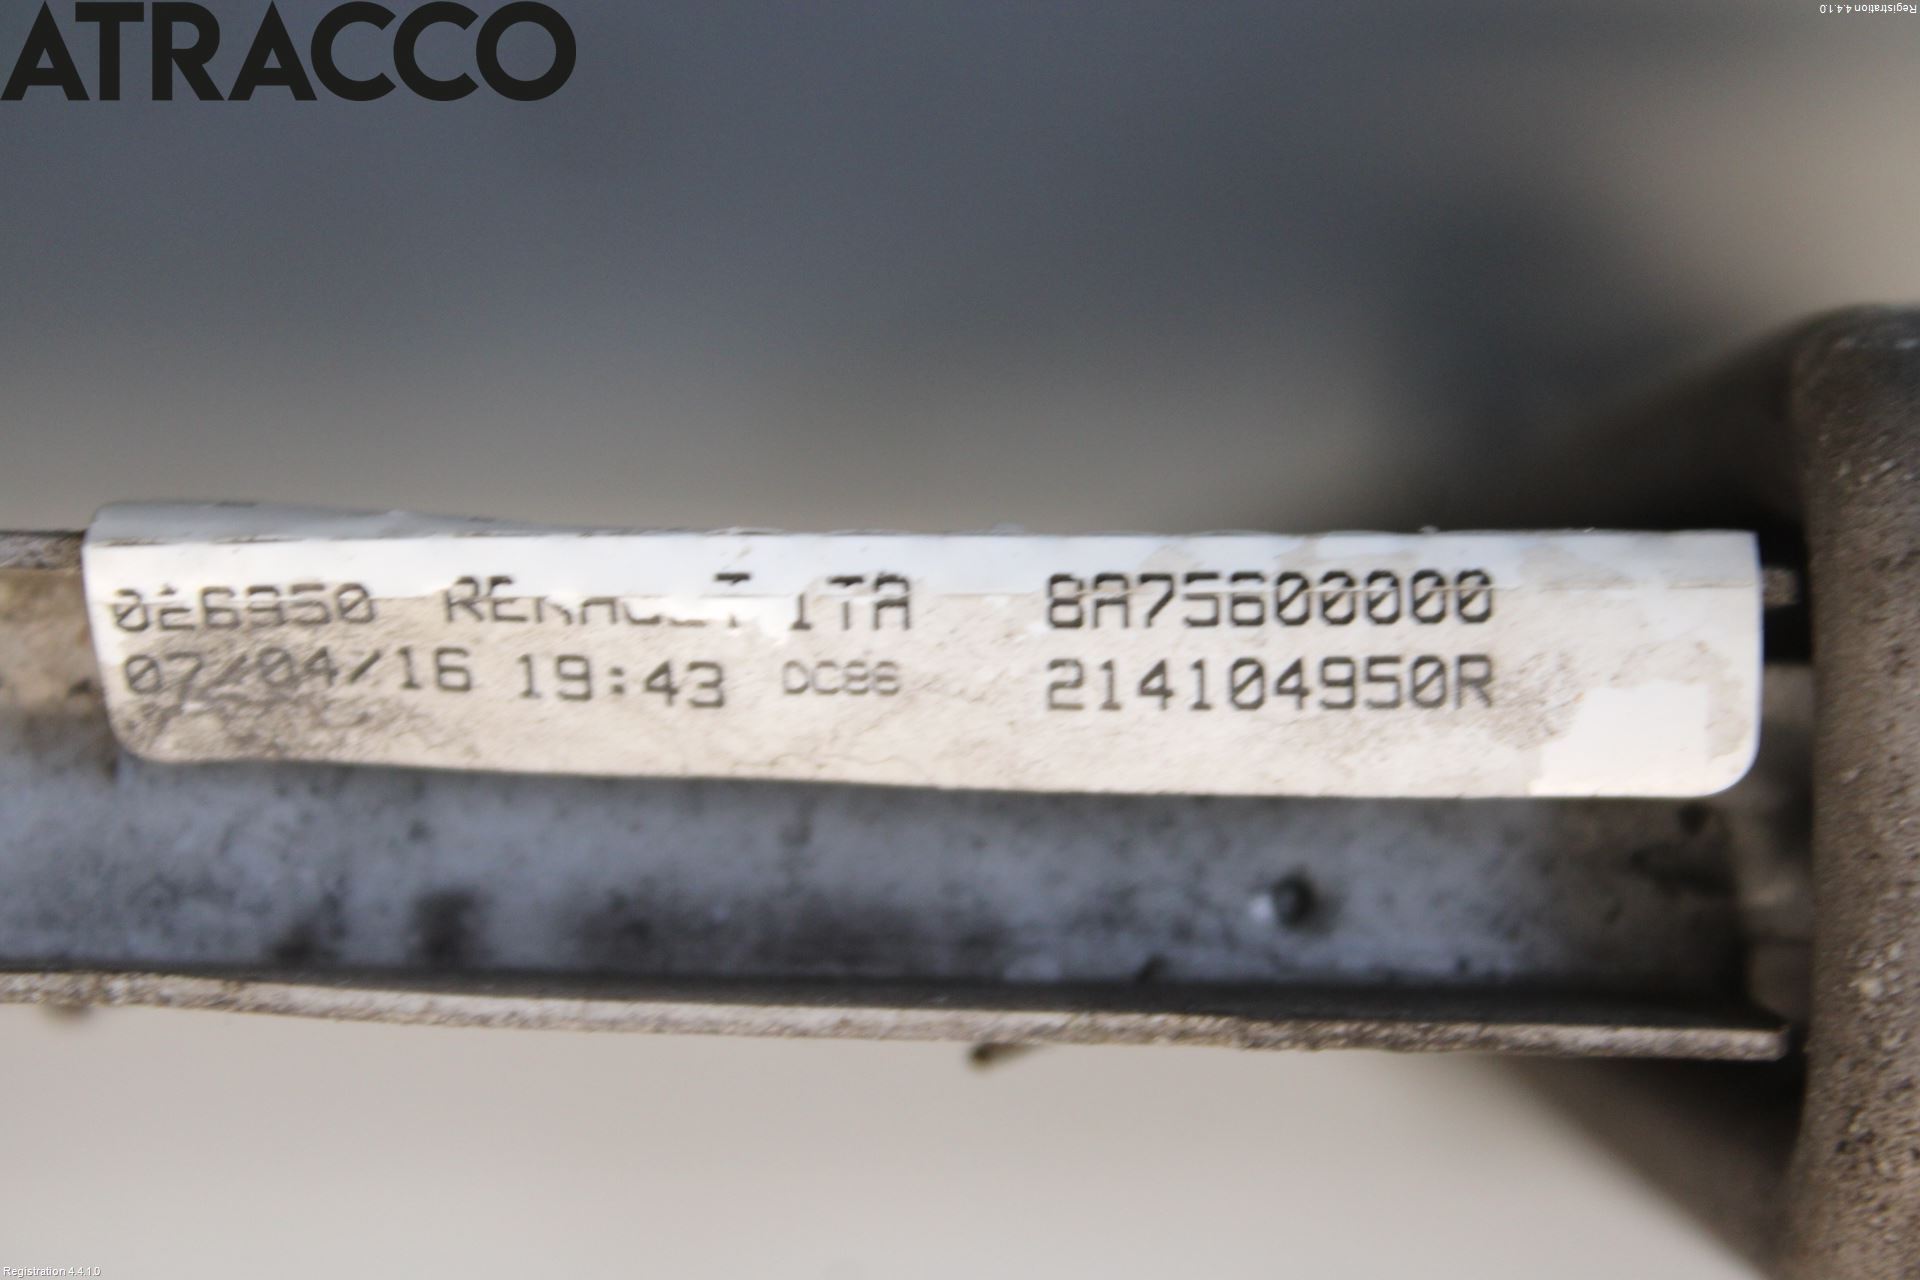 ATRACCO
Registration 4.4.1.0
RENAULT ITA 8A75600000
07/04/16 19:43 DC86 214104950R
Registration 4.4.1.0